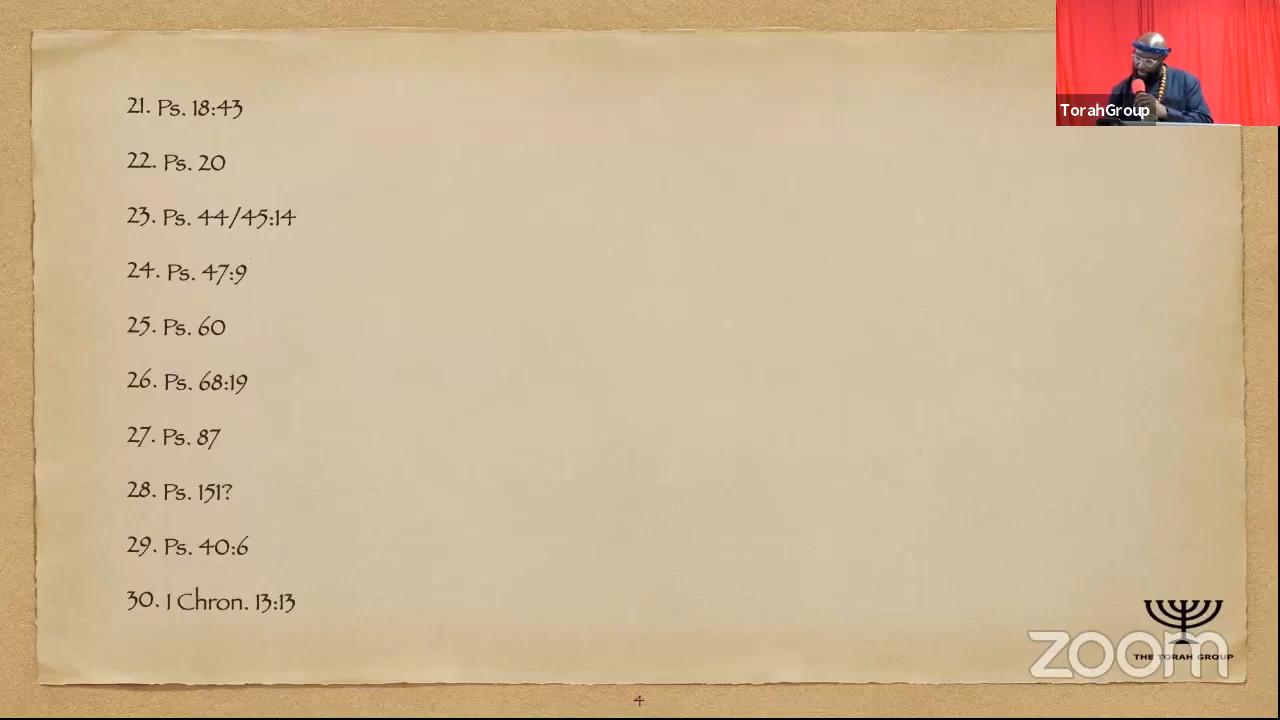 21. Ps. 18:43
22. Ps. 20
23. Ps. 44/45:14
24. Ps. 47:9
25. Ps. 60
26. Ps. 68:19
27. Ps. 87
28. Ps. 151?
29. Ps. 40:6
30. I Chron. 13:13
TorahGroup
THE TORAH GROUP
zoom
4